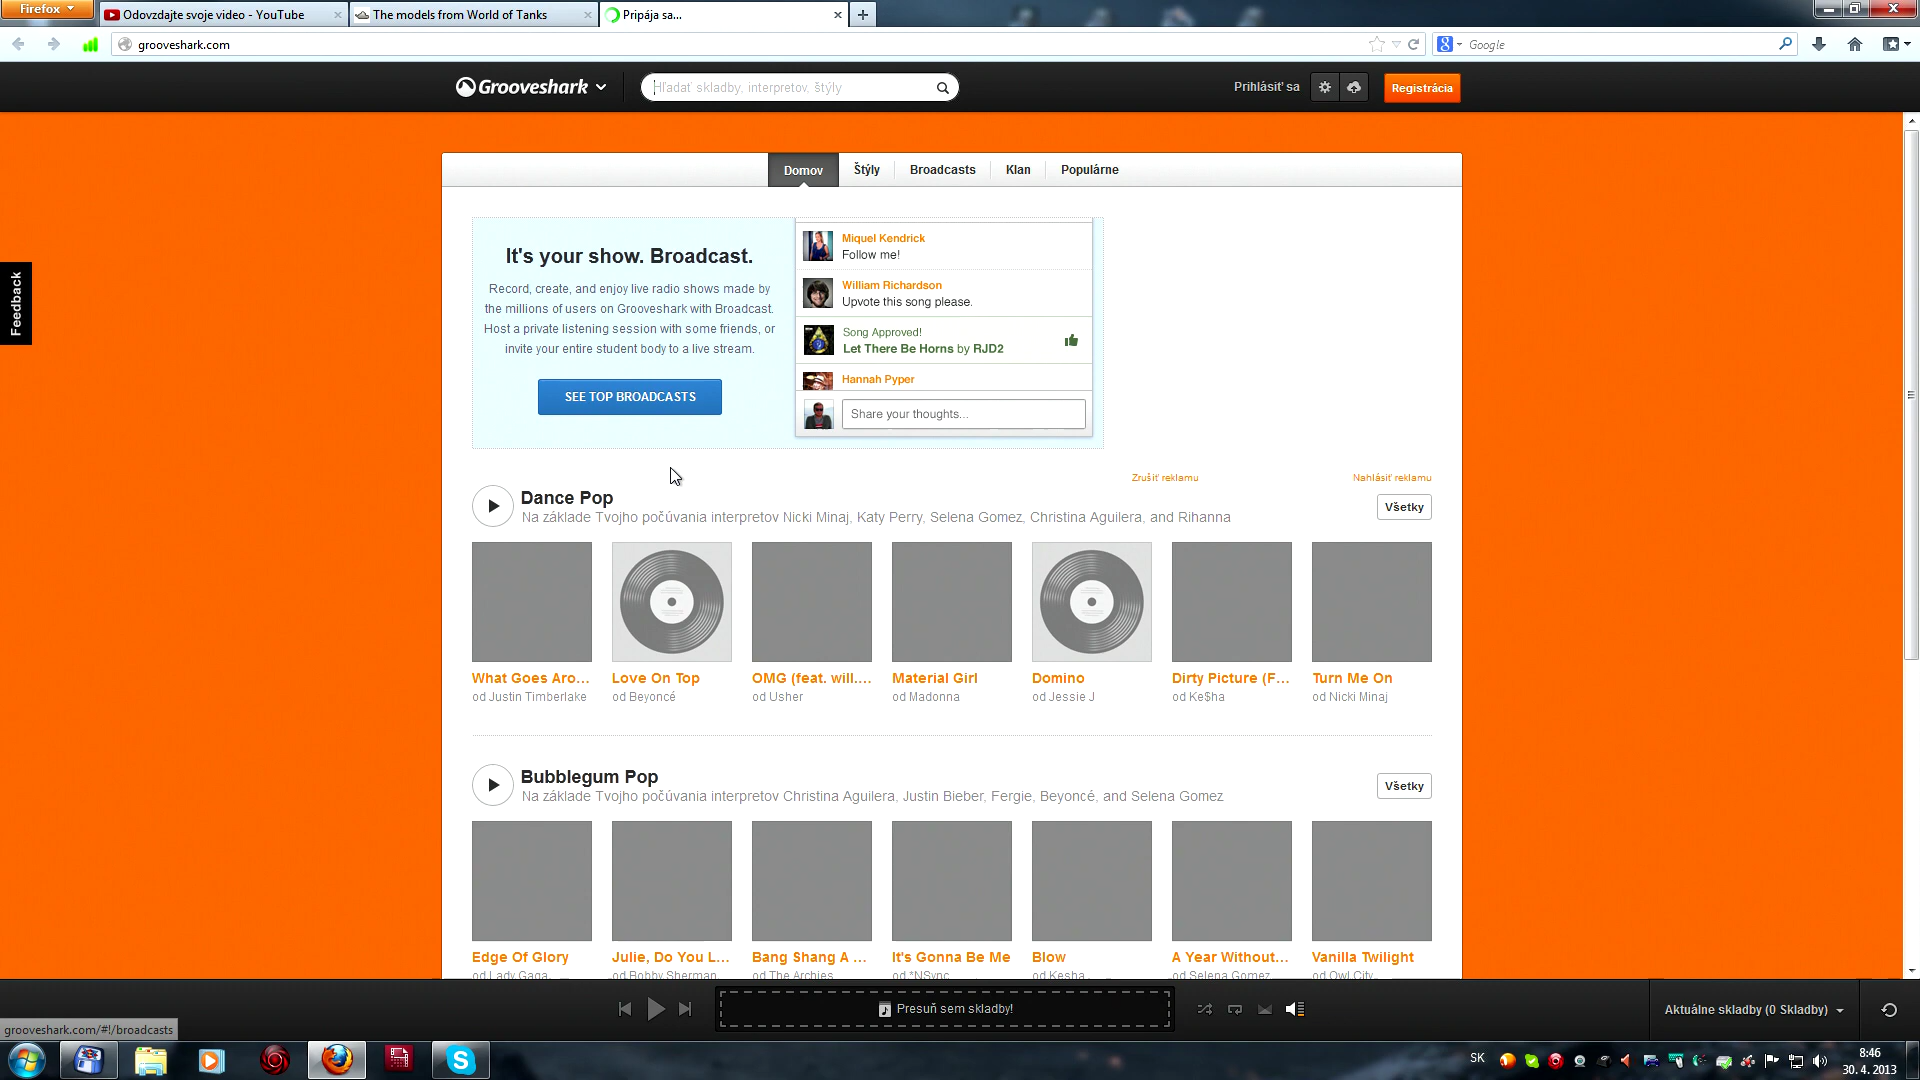 Firefox
Odovzdajte svoje video - YouTube
The models from World of Tanks
Pripája sa...
grooveshark.com
Google
Grooveshark
Hľadať skladby, interpretov, štýly
Prihlásiť sa
Registrácia
Domov
Štýly
Broadcasts
Klan
Populárne
Feedback
It's your show. Broadcast.
Record, create, and enjoy live radio shows made by
the millions of users on Grooveshark with Broadcast.
Host a private listening session with some friends, or
invite your entire student body to a live stream.
SEE TOP BROADCASTS
Miquel Kendrick
Follow me!
William Richardson
Upvote this song please.
Song Approved!
Let There Be Horns by RJD2
Hannah Pyper
Share your thoughts...
Zrušiť reklamu
Nahlásiť reklamu
Dance Pop
Na základe Tvojho počúvania interpretov Nicki Minaj, Katy Perry, Selena Gomez, Christina Aguilera, and Rihanna
Všetky
What Goes Aro...
od Justin Timberlake
Love On Top
od Beyoncé
OMG (feat. will....
od Usher
Material Girl
od Madonna
Domino
od Jessie J
Dirty Picture (F...
od Ke$ha
Turn Me On
od Nicki Minaj
Bubblegum Pop
Na základe Tvojho počúvania interpretov Christina Aguilera, Justin Bieber, Fergie, Beyoncé, and Selena Gomez
Všetky
Edge Of Glory
od Lady Gaga
Julie, Do You L...
od Bobby Sherman
Bang Shang A ...
od The Archies
It's Gonna Be Me
od *NSync
Blow
od Kesha
A Year Without...
od Selena Gomez
Vanilla Twilight
od Owl City
Presuň sem skladby!
Aktuálne skladby (0 Skladby)
grooveshark.com/#!/broadcasts
SK
8:46
30. 4. 2013